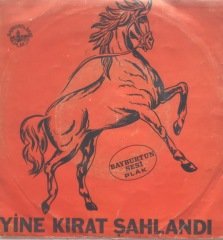 BAYBURTUN
SESİ
PLAK
YİNE KIRAT ŞAHLANDI